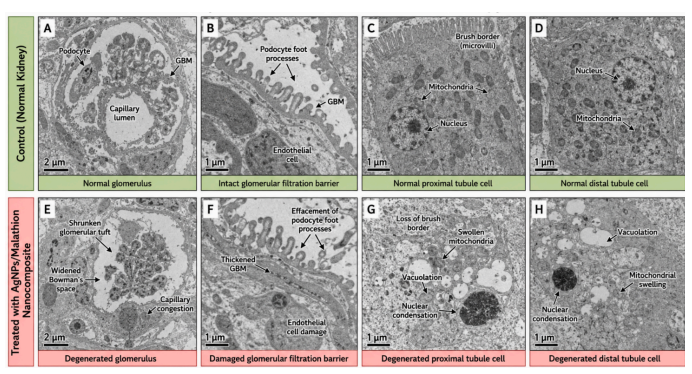 Control (Normal Kidney)
A
Podocyte
GBM
Capillary
lumen
2 µm
Normal glomerulus
B
Podocyte foot
processes
GBM
Endothelial
cell
1 µm
Intact glomerular filtration barrier
C
Brush border
(microvilli)
Mitochondria
Nucleus
1 µm
Normal proximal tubule cell
D
Nucleus
Mitochondria
1 µm
Normal distal tubule cell
Treated with AgNPs/Malathion
Nanocomposite
E
Shrunken
glomerular tuft
Widened
Bowman's
space
Capillary
congestion
2 µm
Degenerated glomerulus
F
Effacement of
podocyte foot
processes
Thickened
GBM
Endothelial
cell damage
1 µm
Damaged glomerular filtration barrier
G
Loss of brush
border
Swollen
mitochondria
Vacuolation
Nuclear
condensation
1 µm
Degenerated proximal tubule cell
H
Vacuolation
Mitochondrial
swelling
Nuclear
condensation
1 µm
Degenerated distal tubule cell